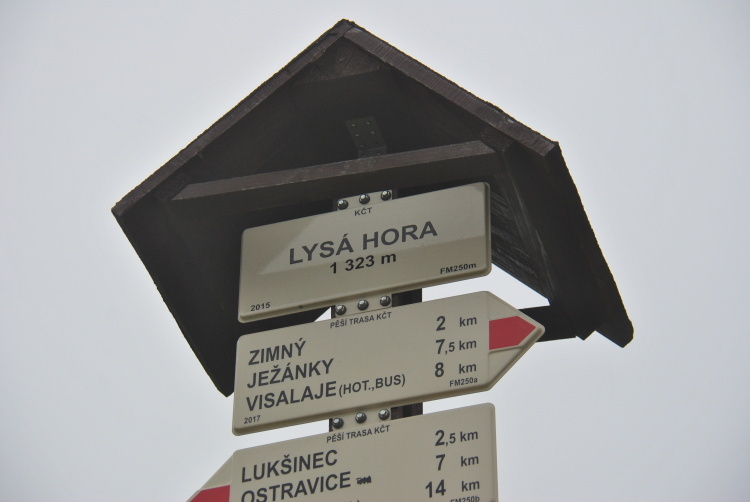 KČT
LYSÁ HORA
1 323 m
2015 FM250m
PĚŠÍ TRASA KČT
ZIMNÝ 2 km
JEŽÁNKY 7,5 km
VISALAJE (HOT.,BUS) 8 km
2017 FM250a
PĚŠÍ TRASA KČT
LUKŠINEC 2,5 km
OSTRAVICE 7 km
14 km
FM250b